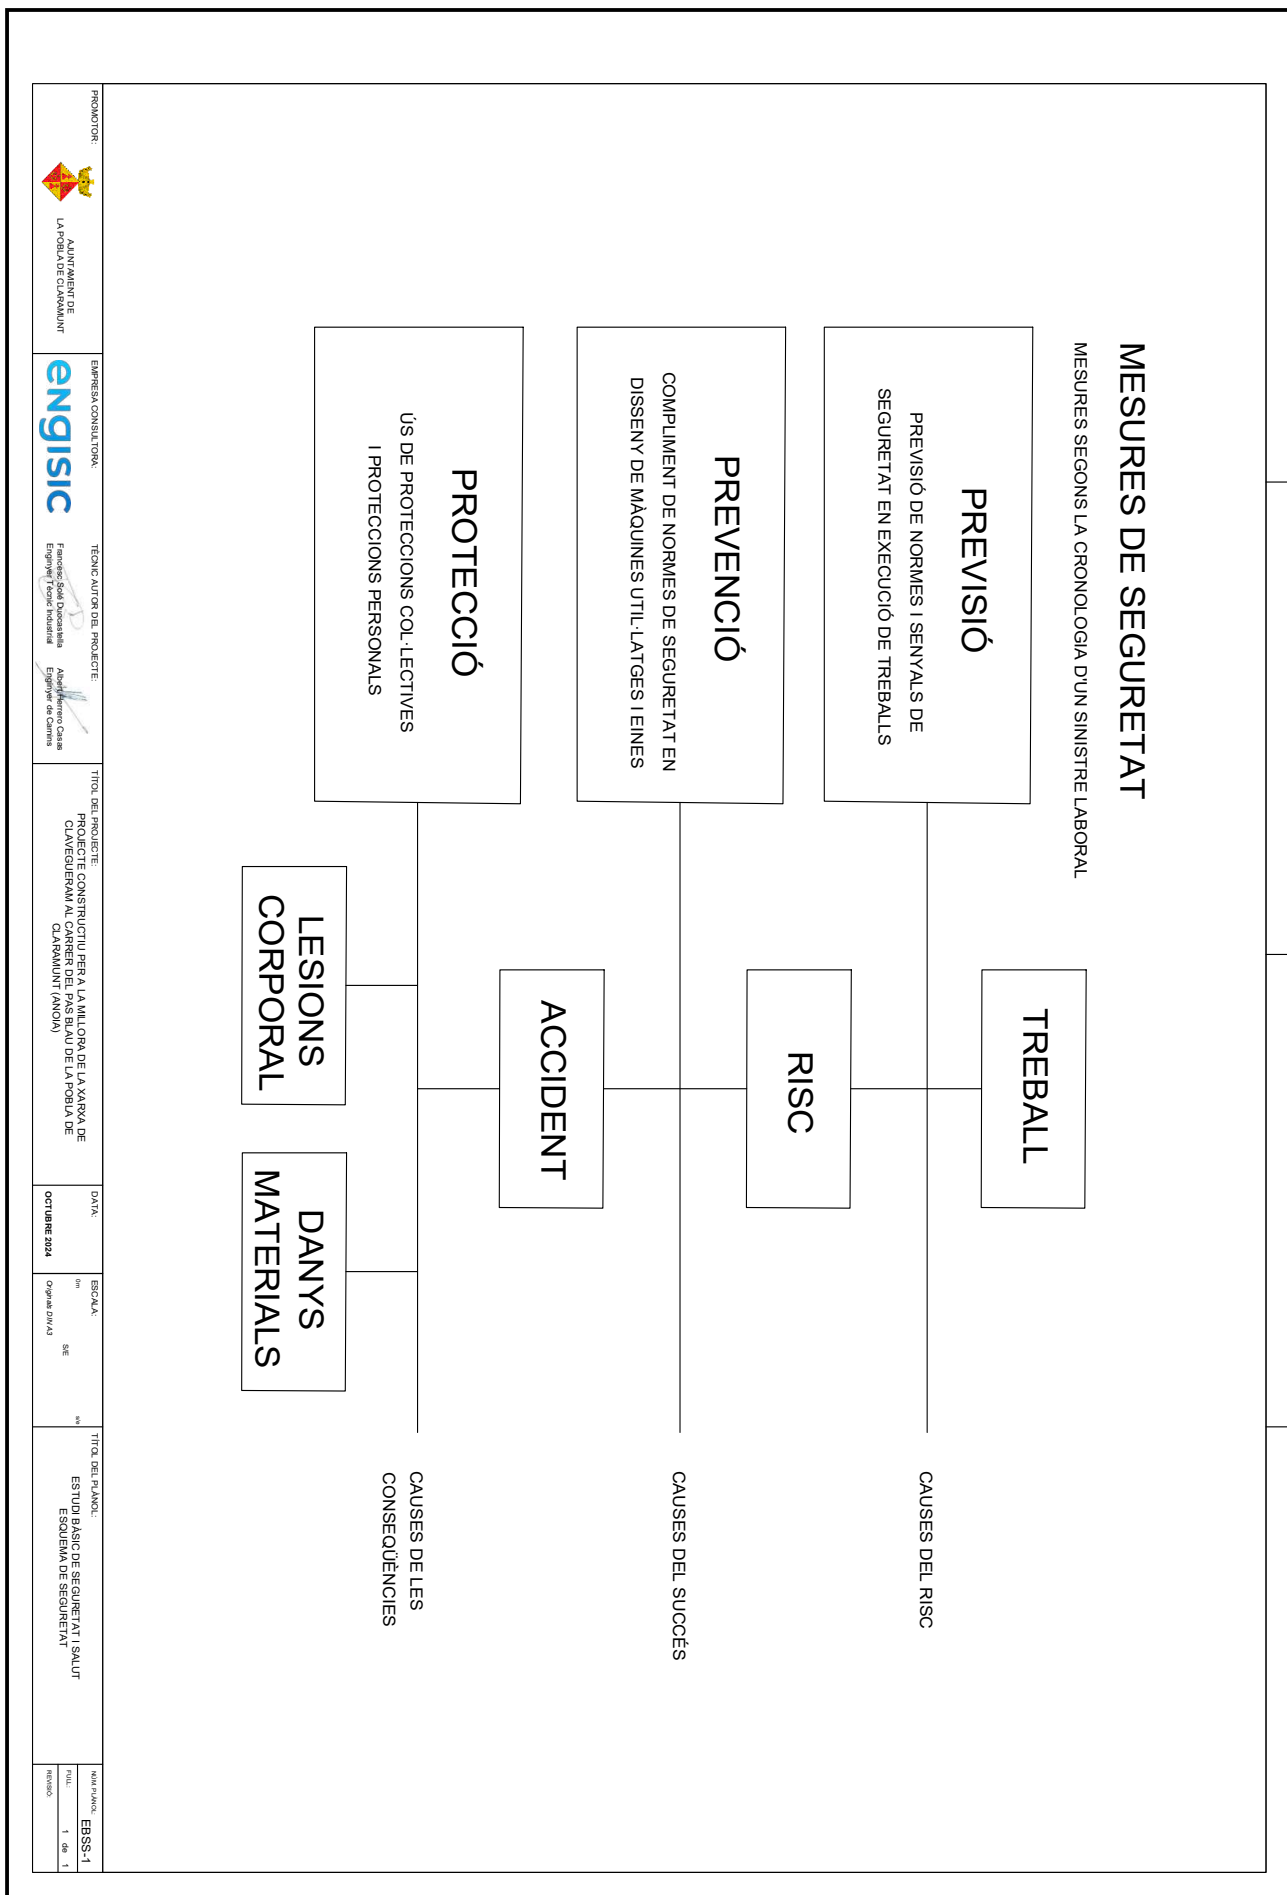 MESURES DE SEGURETAT
MESURES SEGONS LA CRONOLOGIA D'UN SINISTRE LABORAL
TREBALL
PREVISIÓ
PREVISIÓ DE NORMES I SENYALS DE
SEGURETAT EN EXECUCIÓ DE TREBALLS
CAUSES DEL RISC
RISC
PREVENCIÓ
COMPLIMENT DE NORMES DE SEGURETAT EN
DISSENY DE MÀQUINES UTIL·LATGES I EINES
CAUSES DEL SUCCÉS
ACCIDENT
PROTECCIÓ
ÚS DE PROTECCIONS COL·LECTIVES
I PROTECCIONS PERSONALS
CAUSES DE LES
CONSEQÜÈNCIES
LESIONS
CORPORAL
DANYS
MATERIALS
PROMOTOR:
AJUNTAMENT DE
LA POBLA DE CLARAMUNT
EMPRESA CONSULTORA:
engisic
TÈCNIC AUTOR DEL PROJECTE:
Francesc Solé Duocastella
Enginyer Tècnic Industrial
Albert Herrero Casas
Enginyer de Camins
TÍTOL DEL PROJECTE:
PROJECTE CONSTRUCTIU PER A LA MILLORA DE LA XARXA DE
CLAVEGUERAM AL CARRER DEL PAS BLAU DE LA POBLA DE
CLARAMUNT (ANOIA)
DATA:
OCTUBRE 2024
ESCALA:
0m
s/e
S/E
Originals DIN A3
TÍTOL DEL PLÀNOL:
ESTUDI BÀSIC DE SEGURETAT I SALUT
ESQUEMA DE SEGURETAT
NÚM PLÀNOL:
EBSS-1
FULL:
1 de 1
REVISIÓ: